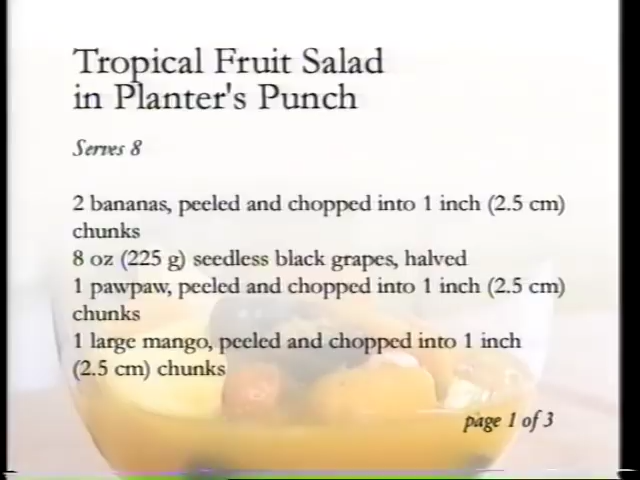 Tropical Fruit Salad
in Planter's Punch
Serves 8
2 bananas, peeled and chopped into 1 inch (2.5 cm)
chunks
8 oz (225 g) seedless black grapes, halved
1 pawpaw, peeled and chopped into 1 inch (2.5 cm)
chunks
1 large mango, peeled and chopped into 1 inch
(2.5 cm) chunks
page 1 of 3